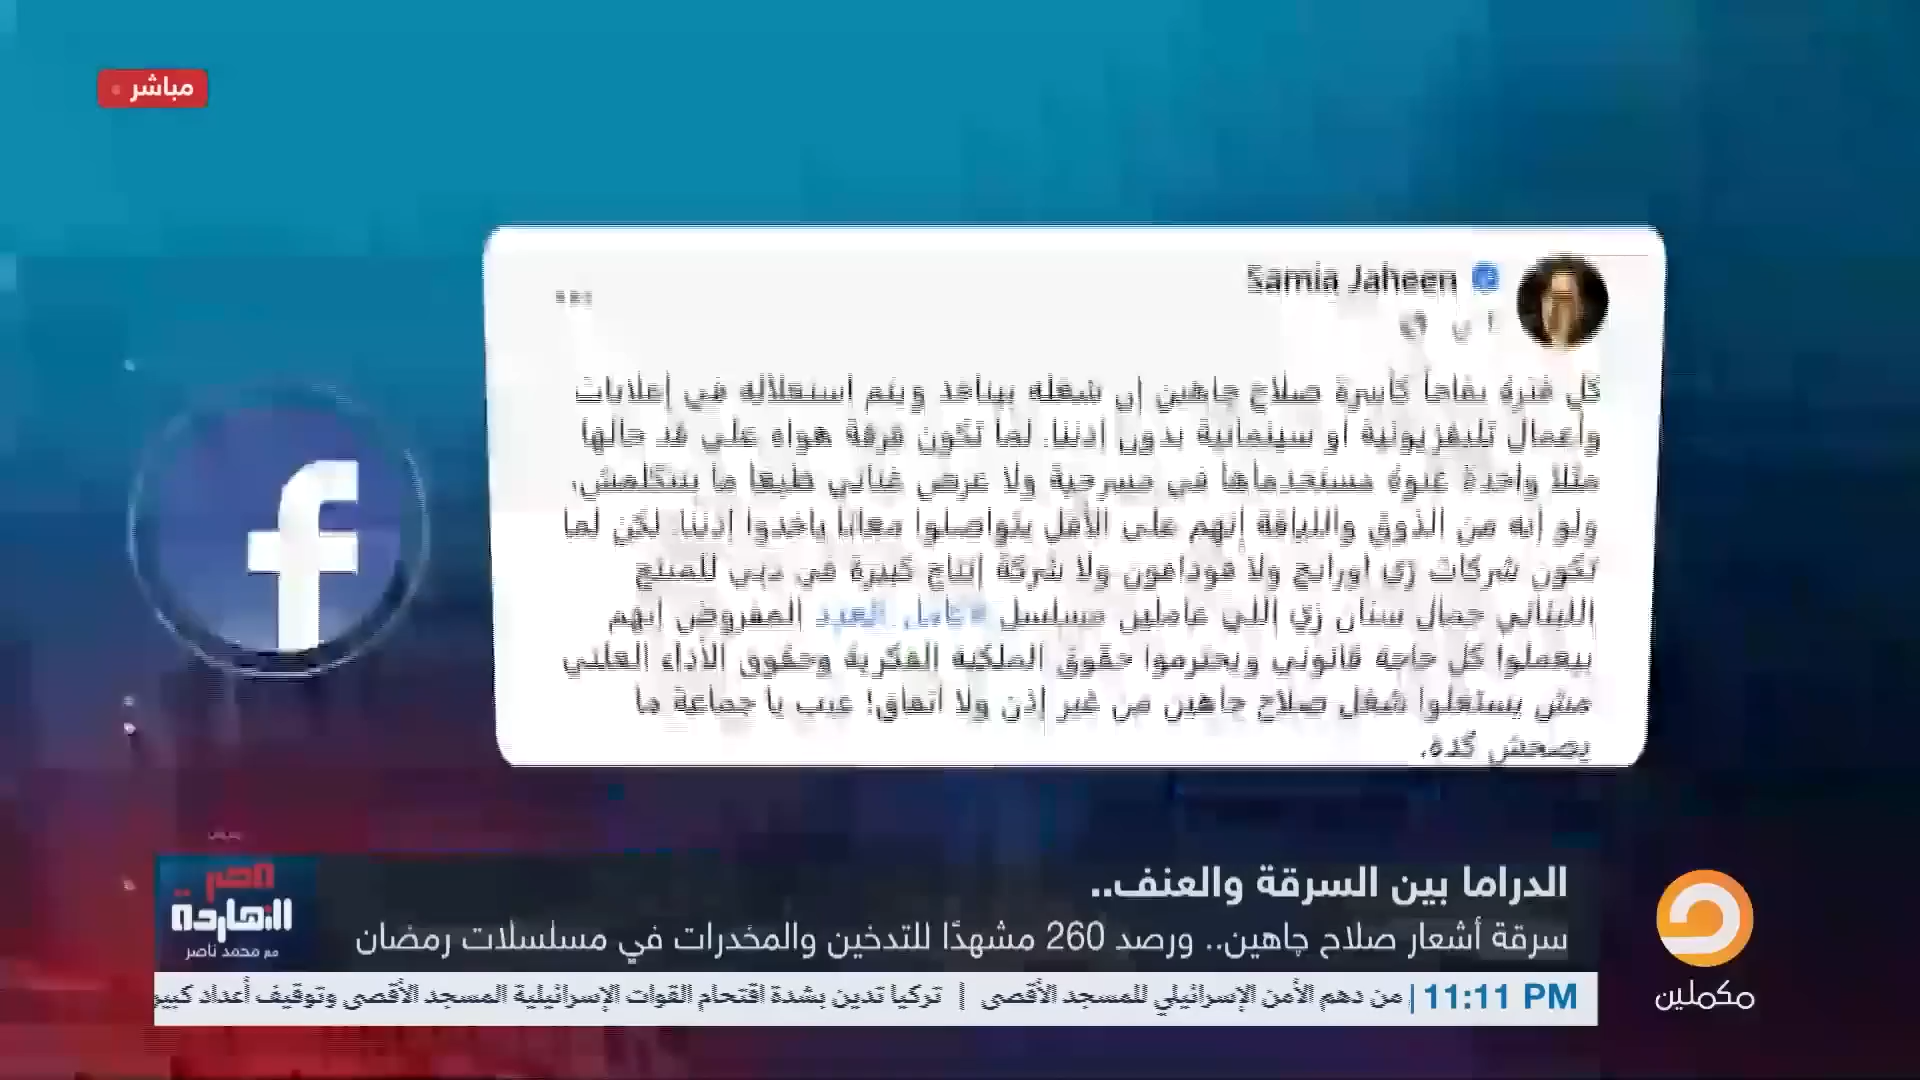 مباشر
Samia Jaheen
كل فترة نفاجأ كأسرة صلاح جاهين إن شغله بيتاخد ويتم استغلاله في إعلانات
وأعمال تليفزيونية أو سينمائية بدون إذننا. لما تكون فرقة هواه على قد حالها
مثلا واخدة غنوة مستخدماها في مسرحية ولا عرض غنائي طبعا ما بنتكلمش،
ولو إنه من الذوق واللياقة إنهم على الأقل يتواصلوا معانا ياخدوا إذننا. لكن لما
تكون شركات زي اورانج ولا فودافون ولا شركة إنتاج كبيرة في دبي للمنتج
اللبناني جمال سنان زي اللي عاملين مسلسل المفروض إنهم
بيعملوا كل حاجة قانوني ويحترموا حقوق الملكية الفكرية وحقوق الأداء العلني
مش يستغلوا شغل صلاح جاهين من غير إذن ولا اتفاق! عيب يا جماعة ما
يصحش كدة.
الدراما بين السرقة والعنف..
سرقة أشعار صلاح چاهين.. ورصد 260 مشهدًا للتدخين والمخدرات في مسلسلات رمضان
مصر
النهاردة
مع محمد ناصر
11:11 PM | من دهم الأمن الإسرائيلي للمسجد الأقصى | تركيا تدين بشدة اقتحام القوات الإسرائيلية المسجد الأقصى وتوقيف أعداد كبير
مكملين